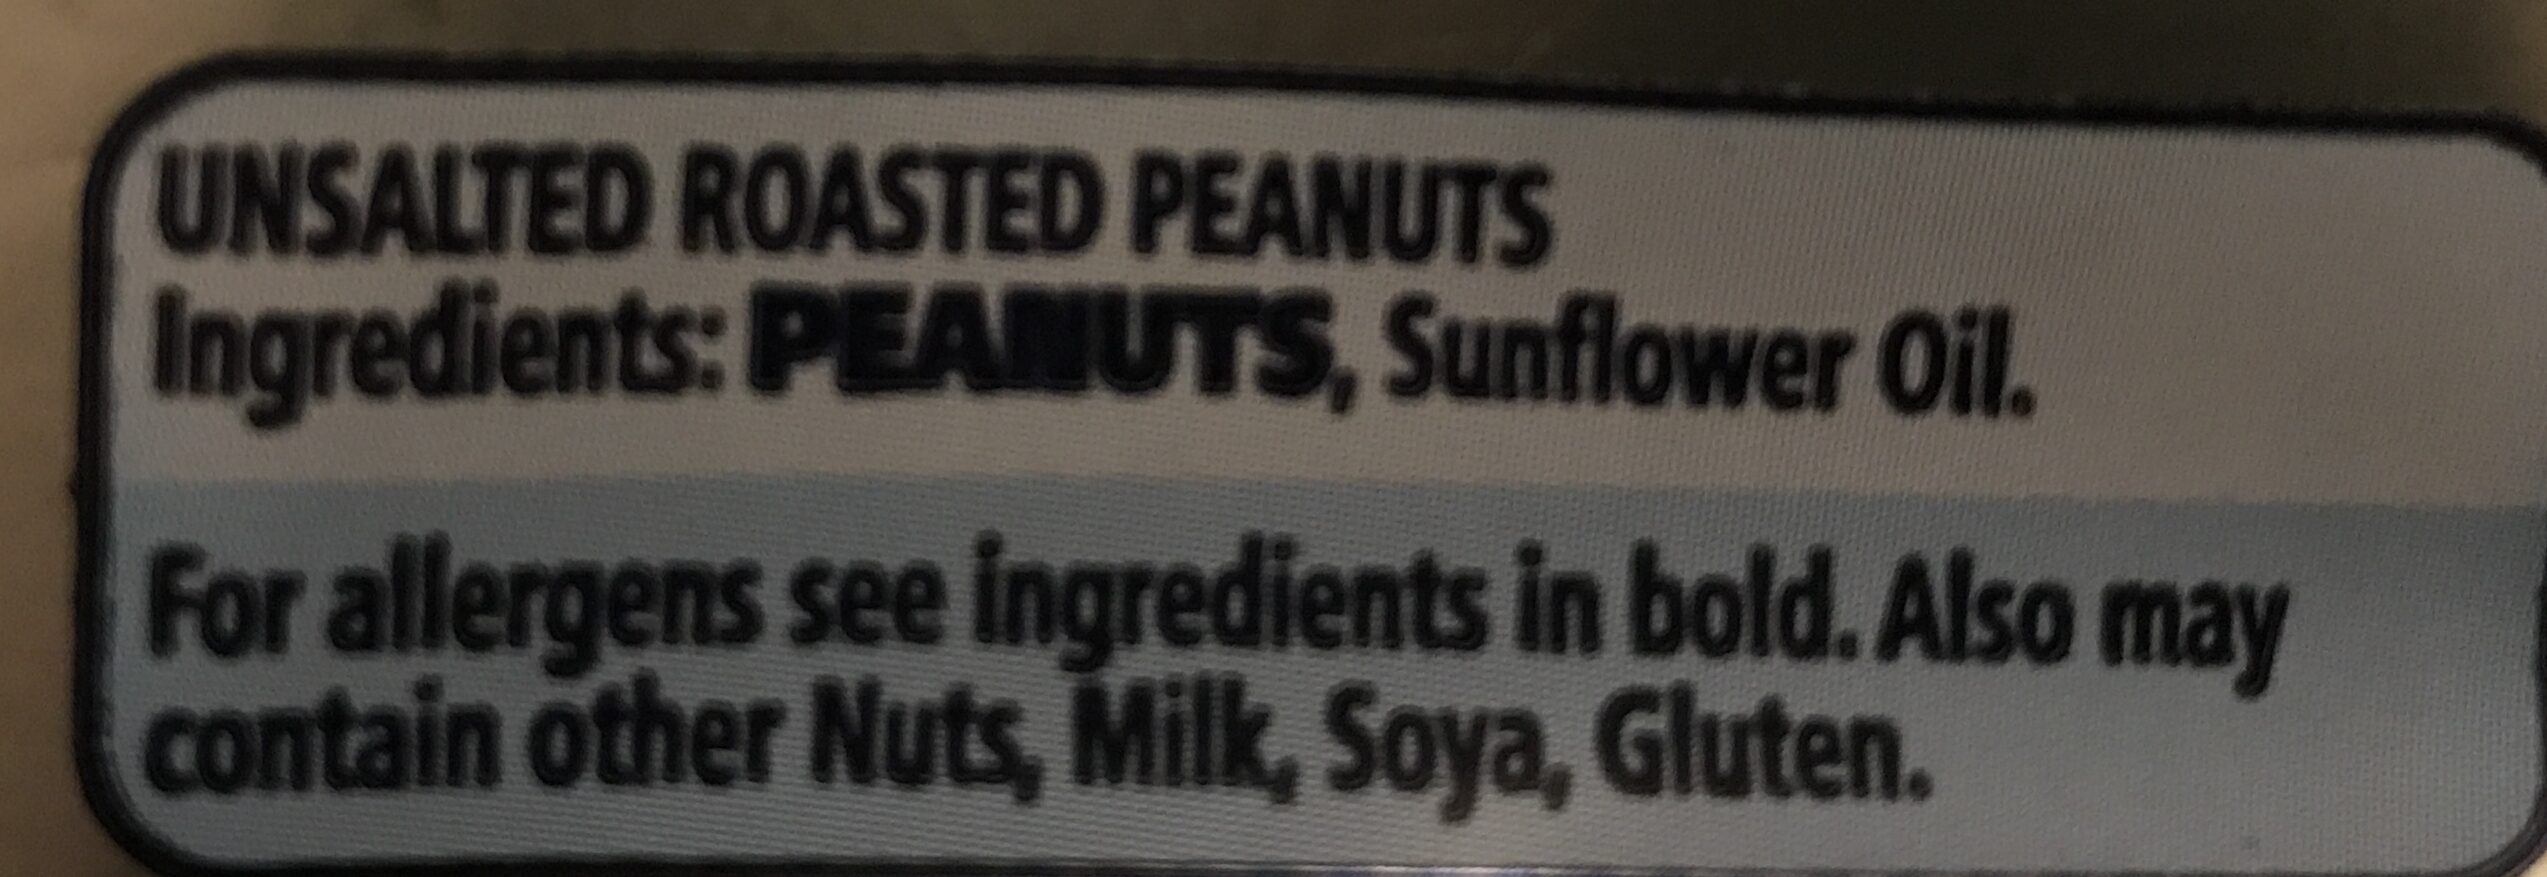 UNSALTED ROASTED PEANUTS
Ingredients: PEANUTS, Sunflower Oil.
For allergens see ingredients in bold. Also may
contain other Nuts, Milk, Soya, Gluten.